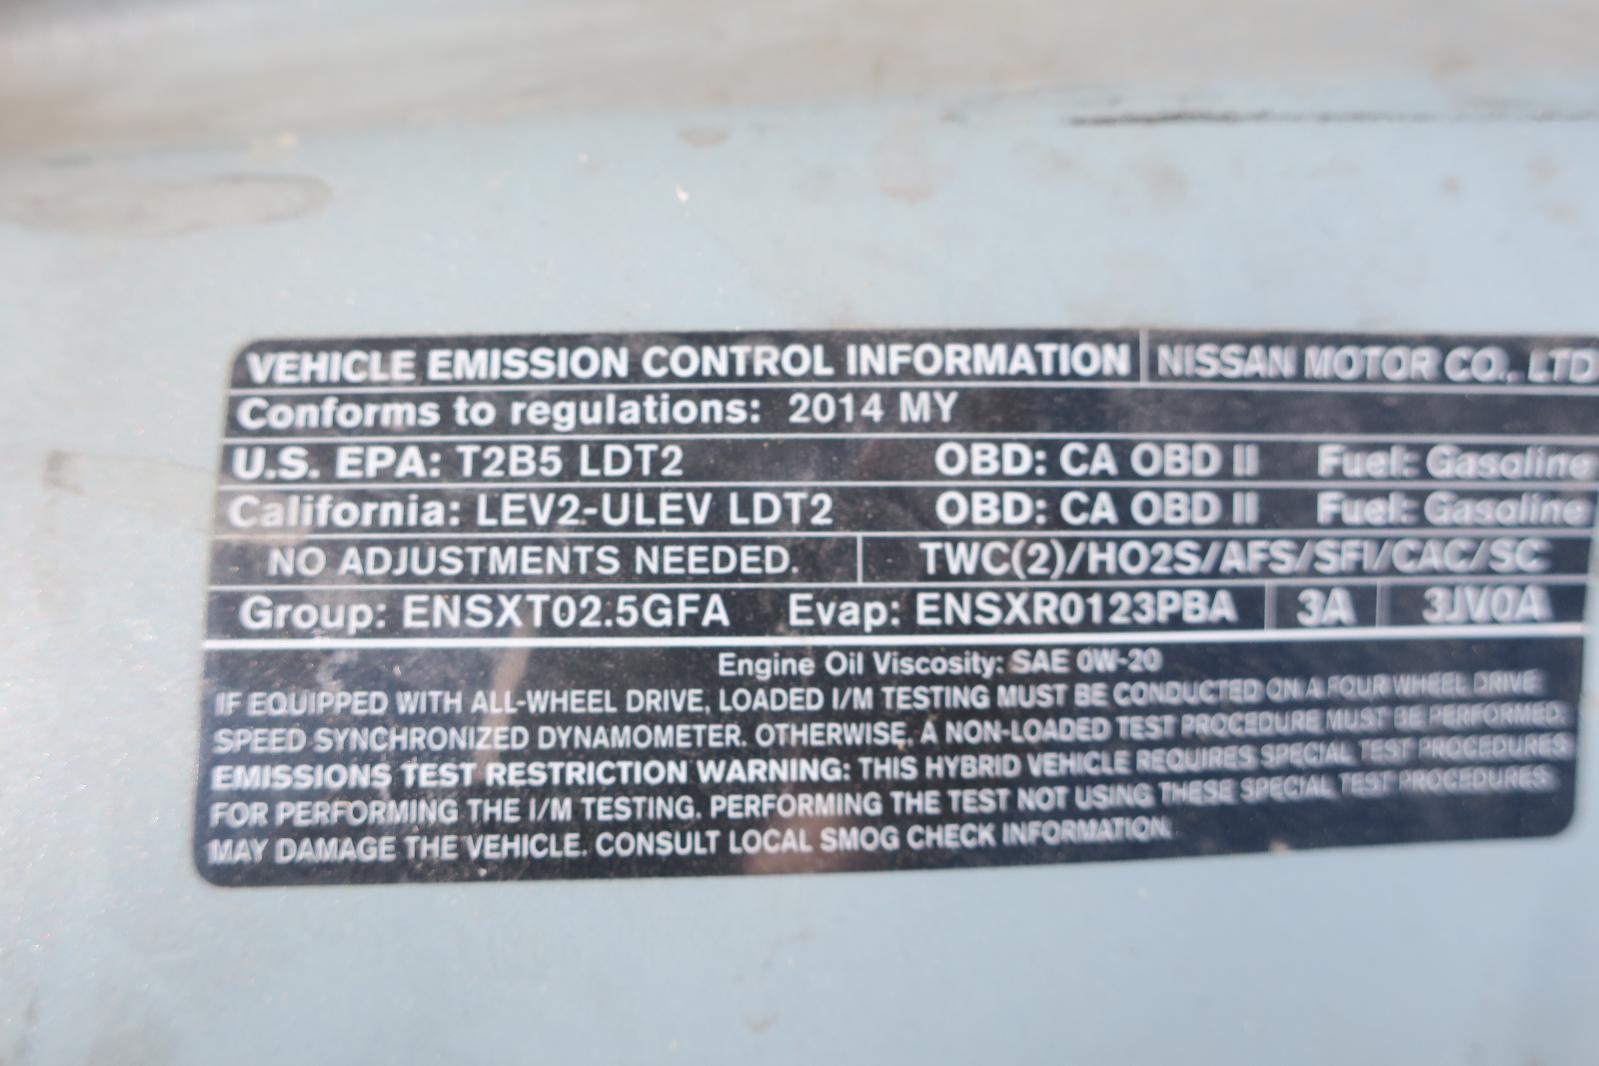 VEHICLE EMISSION CONTROL INFORMATION NISSAN MOTOR CO., LTD
Conforms to regulations: 2014 MY
U.S. EPA: T2B5 LDT2 OBD: CA OBD II Fuel: Gasoline
California: LEV2-ULEV LDT2 OBD: CA OBD II Fuel: Gasoline
NO ADJUSTMENTS NEEDED. TWC(2)/HO2S/AFS/SFI/CAC/SC
Group: ENSXT02.5GFA Evap: ENSXR0123PBA 3A 3JV0A
Engine Oil Viscosity: SAE 0W-20
IF EQUIPPED WITH ALL-WHEEL DRIVE, LOADED I/M TESTING MUST BE CONDUCTED ON A FOUR WHEEL DRIVE
SPEED SYNCHRONIZED DYNAMOMETER. OTHERWISE, A NON-LOADED TEST PROCEDURE MUST BE PERFORMED.
EMISSIONS TEST RESTRICTION WARNING: THIS HYBRID VEHICLE REQUIRES SPECIAL TEST PROCEDURES
FOR PERFORMING THE I/M TESTING. PERFORMING THE TEST NOT USING THESE SPECIAL TEST PROCEDURES
MAY DAMAGE THE VEHICLE. CONSULT LOCAL SMOG CHECK INFORMATION.